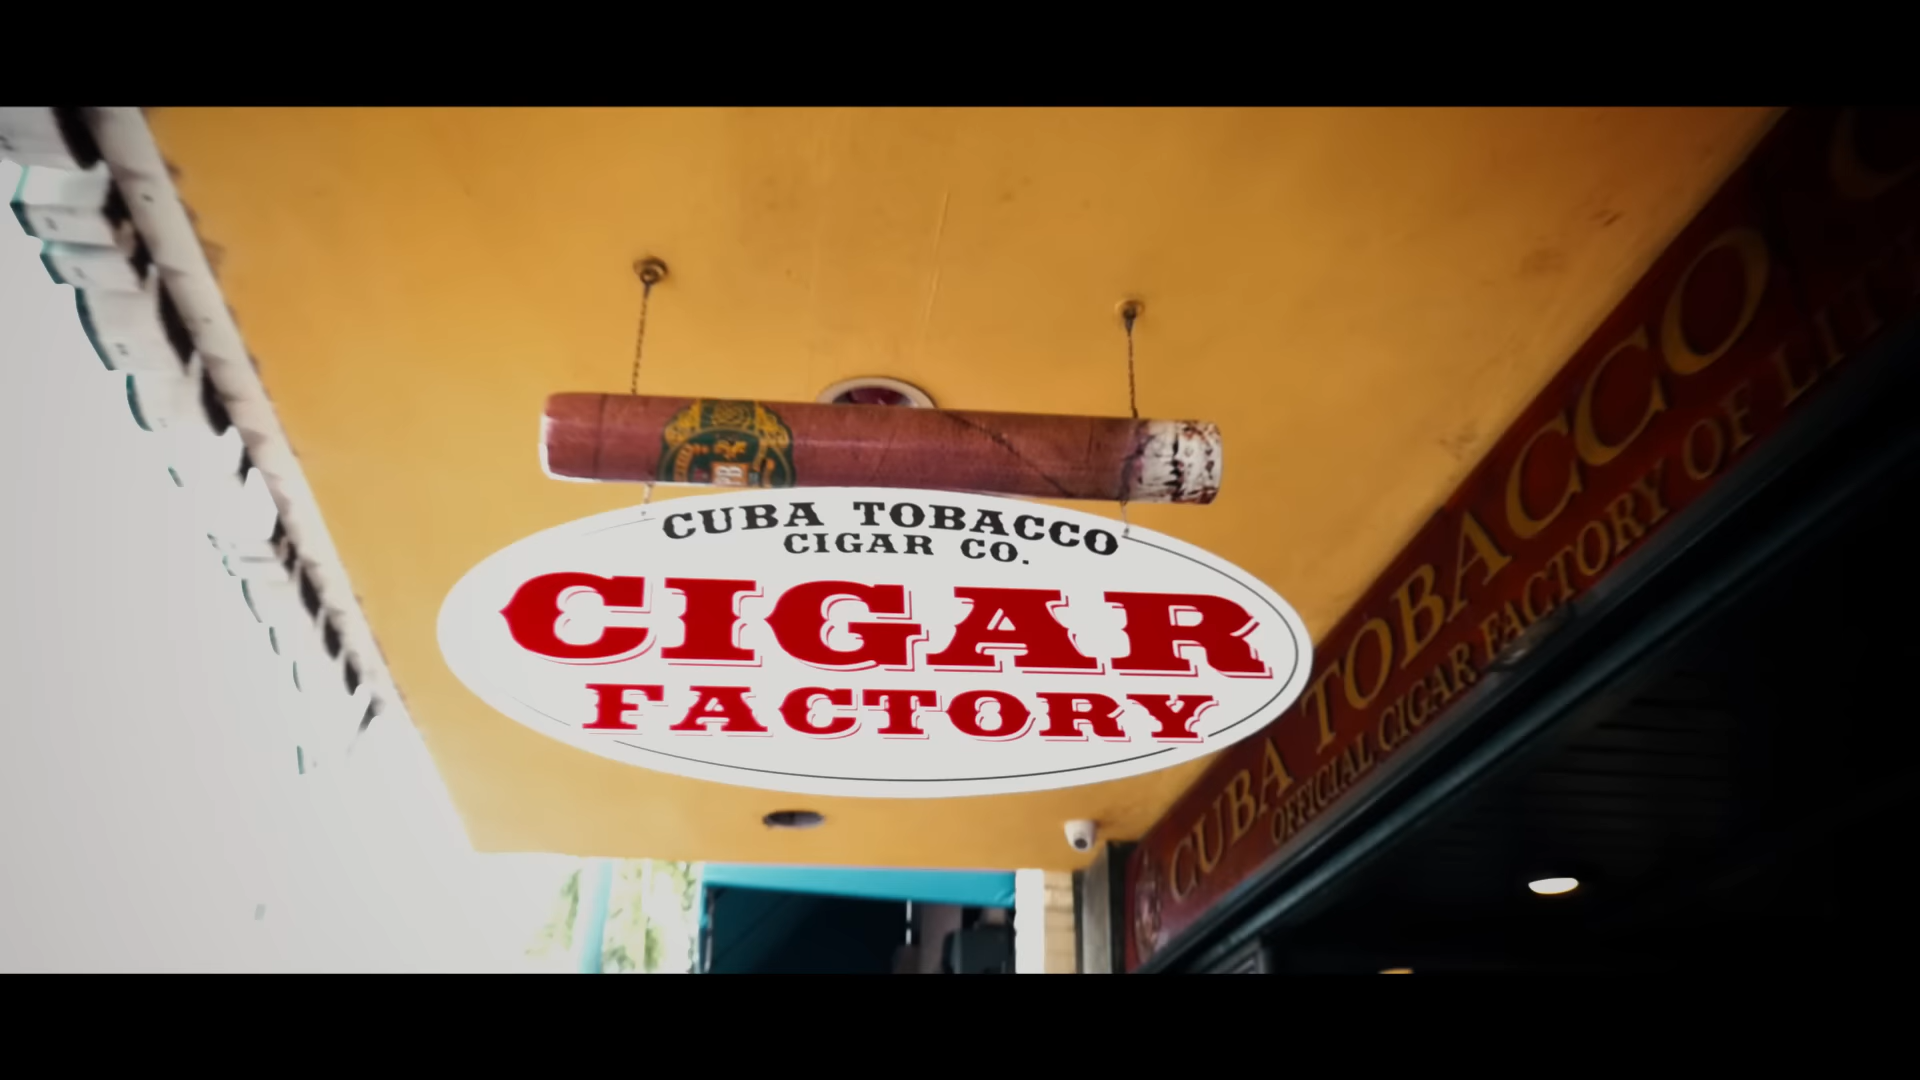 CUBA TOBACCO
CIGAR CO.
CIGAR
FACTORY
CUBA TOBACCO
OFFICIAL CIGAR FACTORY OF